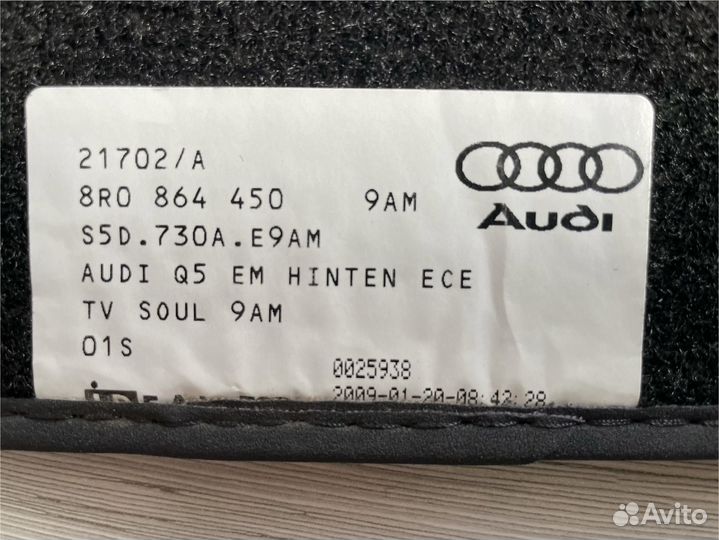 21702/A
8R0 864 450 9AM
S5D.730A.E9AM
AUDI Q5 EM HINTEN ECE
TV SOUL 9AM
01S
0025938
2009-01-20-08:42:28
Audi
Avito